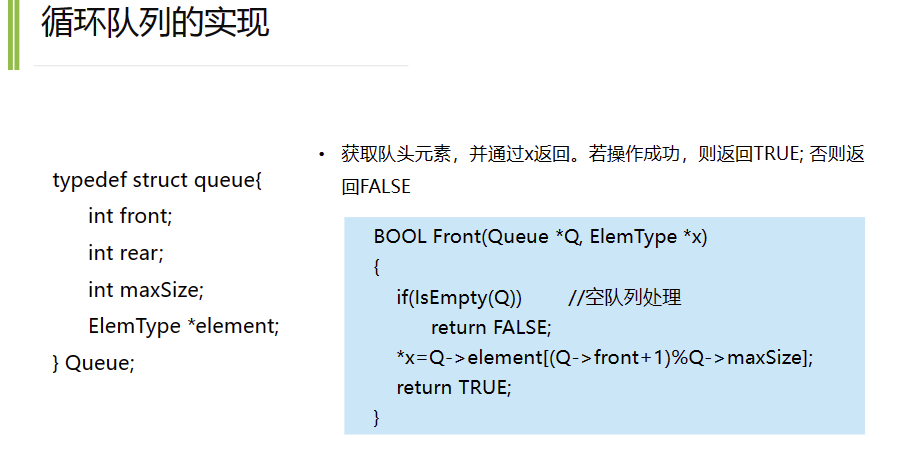 循环队列的实现
typedef struct queue{
int front;
int rear;
int maxSize;
ElemType *element;
} Queue;
• 获取队头元素，并通过x返回。若操作成功，则返回TRUE; 否则返
回FALSE
BOOL Front(Queue *Q, ElemType *x)
{
if(IsEmpty(Q)) //空队列处理
return FALSE;
*x=Q->element[(Q->front+1)%Q->maxSize];
return TRUE;
}